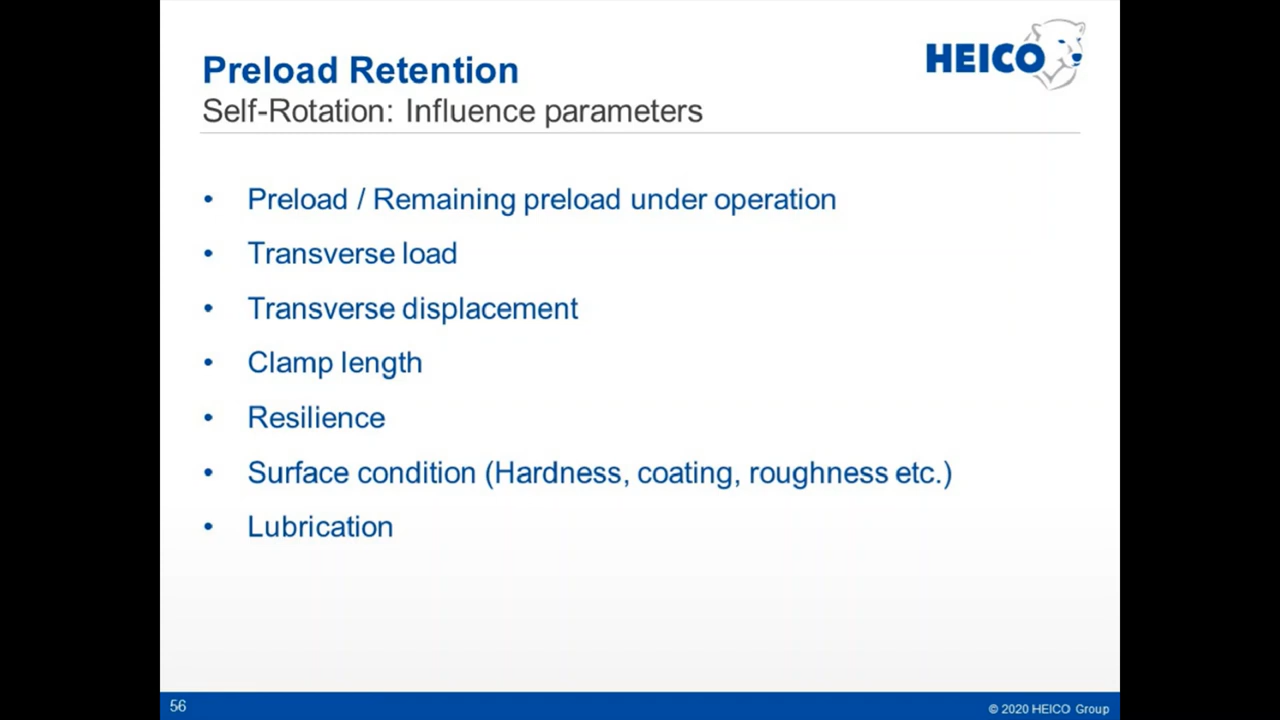 Preload Retention
HEICO
Self-Rotation: Influence parameters
• Preload / Remaining preload under operation
• Transverse load
• Transverse displacement
• Clamp length
• Resilience
• Surface condition (Hardness, coating, roughness etc.)
• Lubrication
56
© 2020 HEICO Group